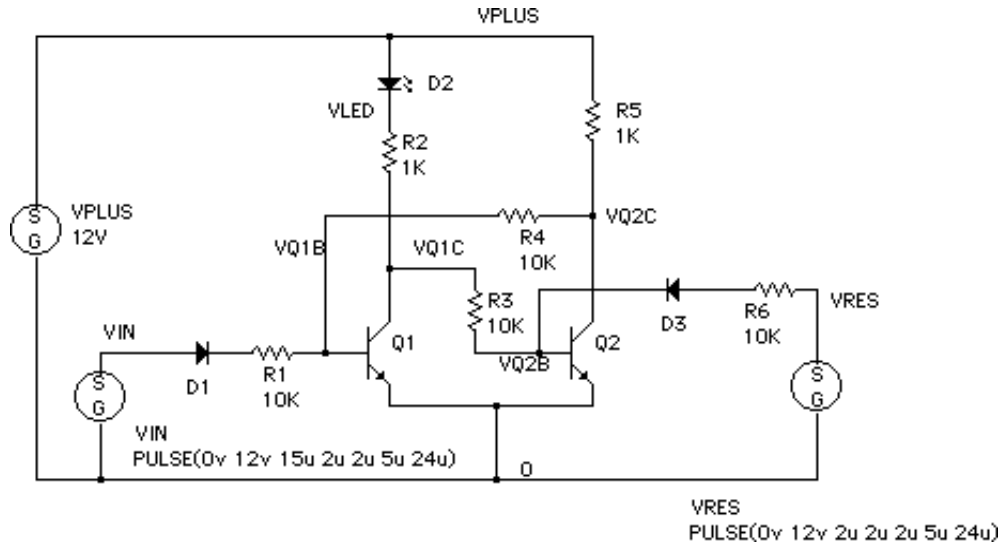 VPLUS
D2
VLED
R5
1K
R2
1K
S
G
VPLUS
12V
VQ2C
R4
10K
VQ1B
VQ1C
R3
10K
VRES
D3
R6
10K
VIN
Q1
Q2
VQ2B
D1
R1
10K
S
G
S
G
VIN
PULSE(0v 12v 15u 2u 2u 5u 24u)
0
VRES
PULSE(0v 12v 2u 2u 2u 5u 24u)